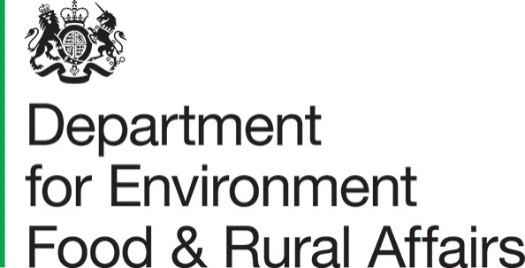 Department
for Environment
Food & Rural Affairs